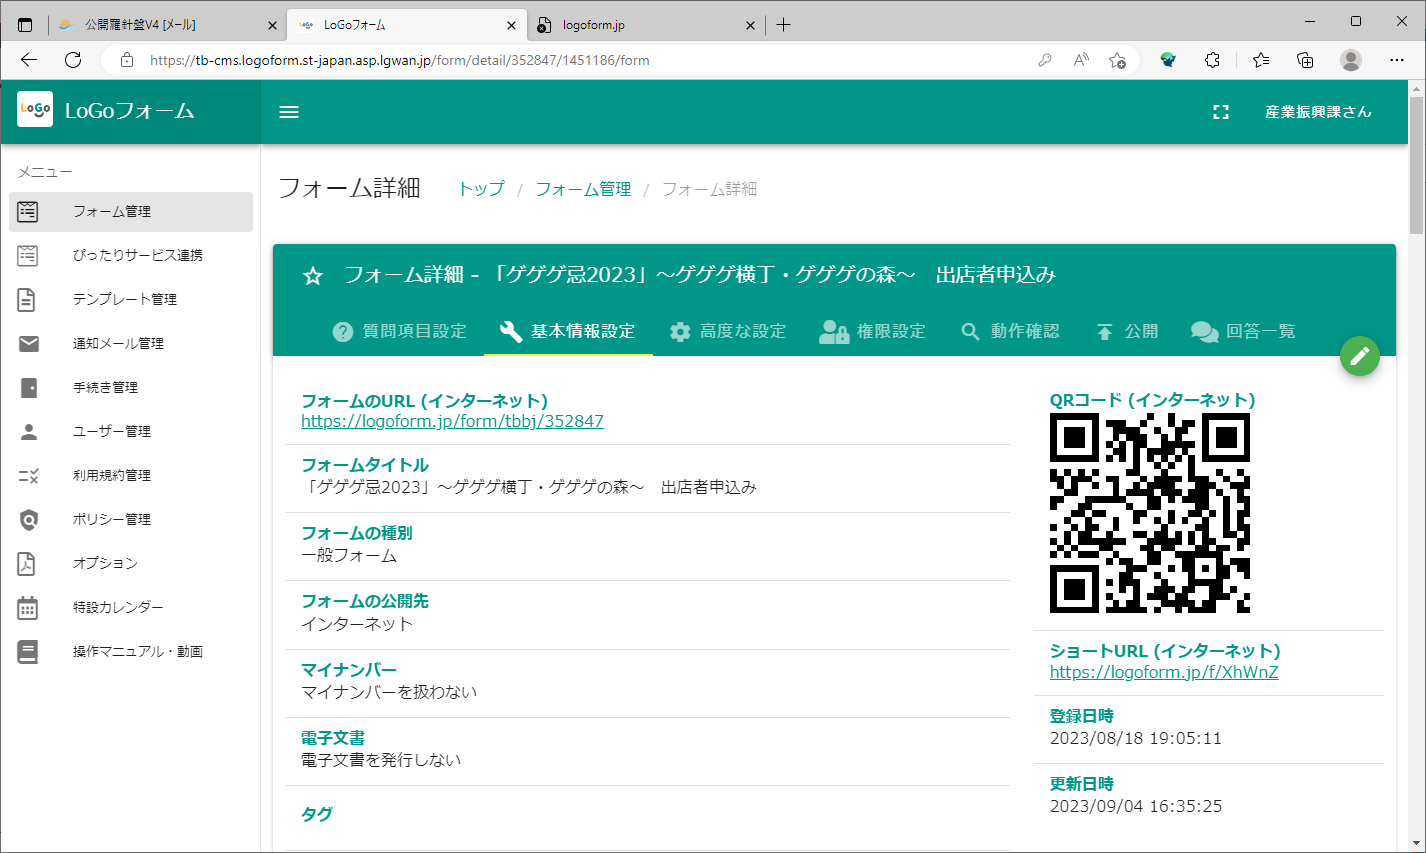 公開羅針盤V4 [メール]
LoGoフォーム
logoform.jp
https://tb-cms.logoform.st-japan.asp.lgwan.jp/form/detail/352847/1451186/form
LoGo
LoGoフォーム
産業振興課さん
メニュー
フォーム管理
ぴったりサービス連携
テンプレート管理
通知メール管理
手続き管理
ユーザー管理
利用規約管理
ポリシー管理
オプション
特設カレンダー
操作マニュアル・動画
フォーム詳細
トップ / フォーム管理 / フォーム詳細
フォーム詳細 - 「ゲゲゲ忌2023」～ゲゲゲ横丁・ゲゲゲの森～　出店者申込み
質問項目設定
基本情報設定
高度な設定
権限設定
動作確認
公開
回答一覧
フォームのURL (インターネット)
https://logoform.jp/form/tbbj/352847
フォームタイトル
「ゲゲゲ忌2023」～ゲゲゲ横丁・ゲゲゲの森～　出店者申込み
フォームの種別
一般フォーム
フォームの公開先
インターネット
マイナンバー
マイナンバーを扱わない
電子文書
電子文書を発行しない
タグ
QRコード (インターネット)
ショートURL (インターネット)
https://logoform.jp/f/XhWnZ
登録日時
2023/08/18 19:05:11
更新日時
2023/09/04 16:35:25